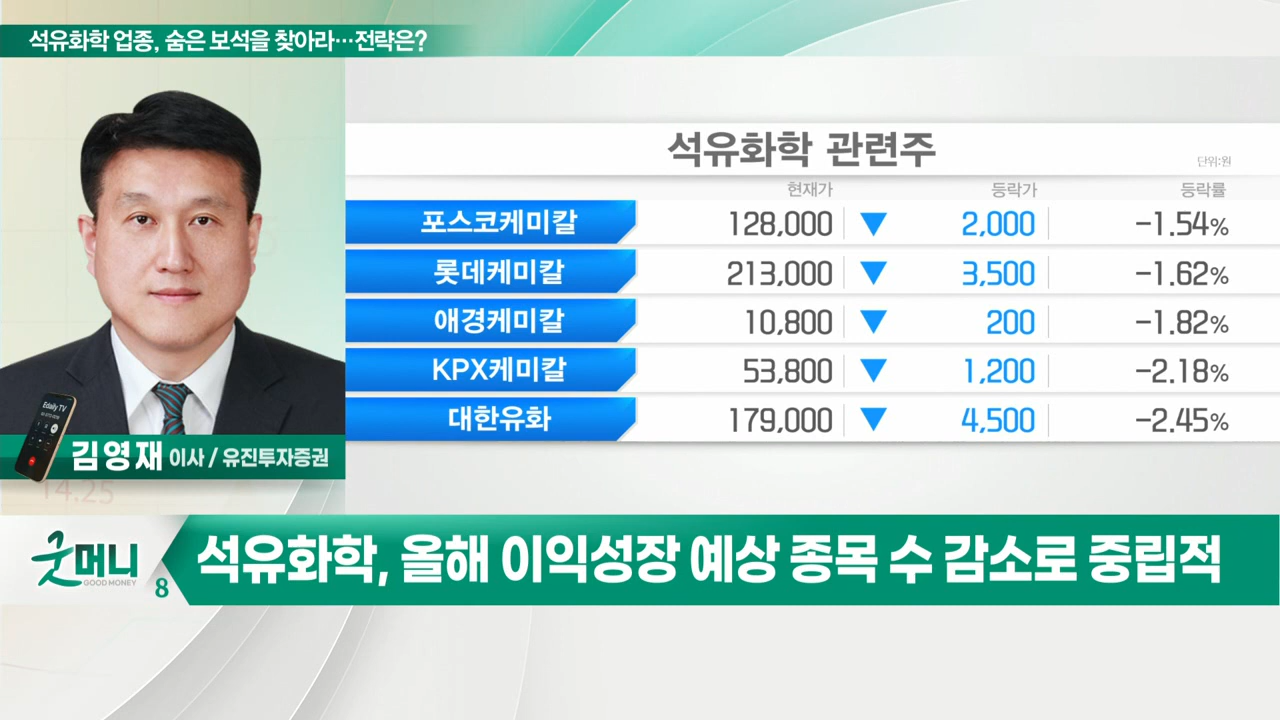 석유화학 업종, 숨은 보석을 찾아라…전략은?
석유화학 관련주
단위:원
현재가 등락가 등락률
포스코케미칼 128,000 ▼ 2,000 -1.54%
롯데케미칼 213,000 ▼ 3,500 -1.62%
애경케미칼 10,800 ▼ 200 -1.82%
KPX케미칼 53,800 ▼ 1,200 -2.18%
대한유화 179,000 ▼ 4,500 -2.45%
Edaily TV
김영재 이사 / 유진투자증권
14.25
굿머니
GOOD MONEY
8
석유화학, 올해 이익성장 예상 종목 수 감소로 중립적